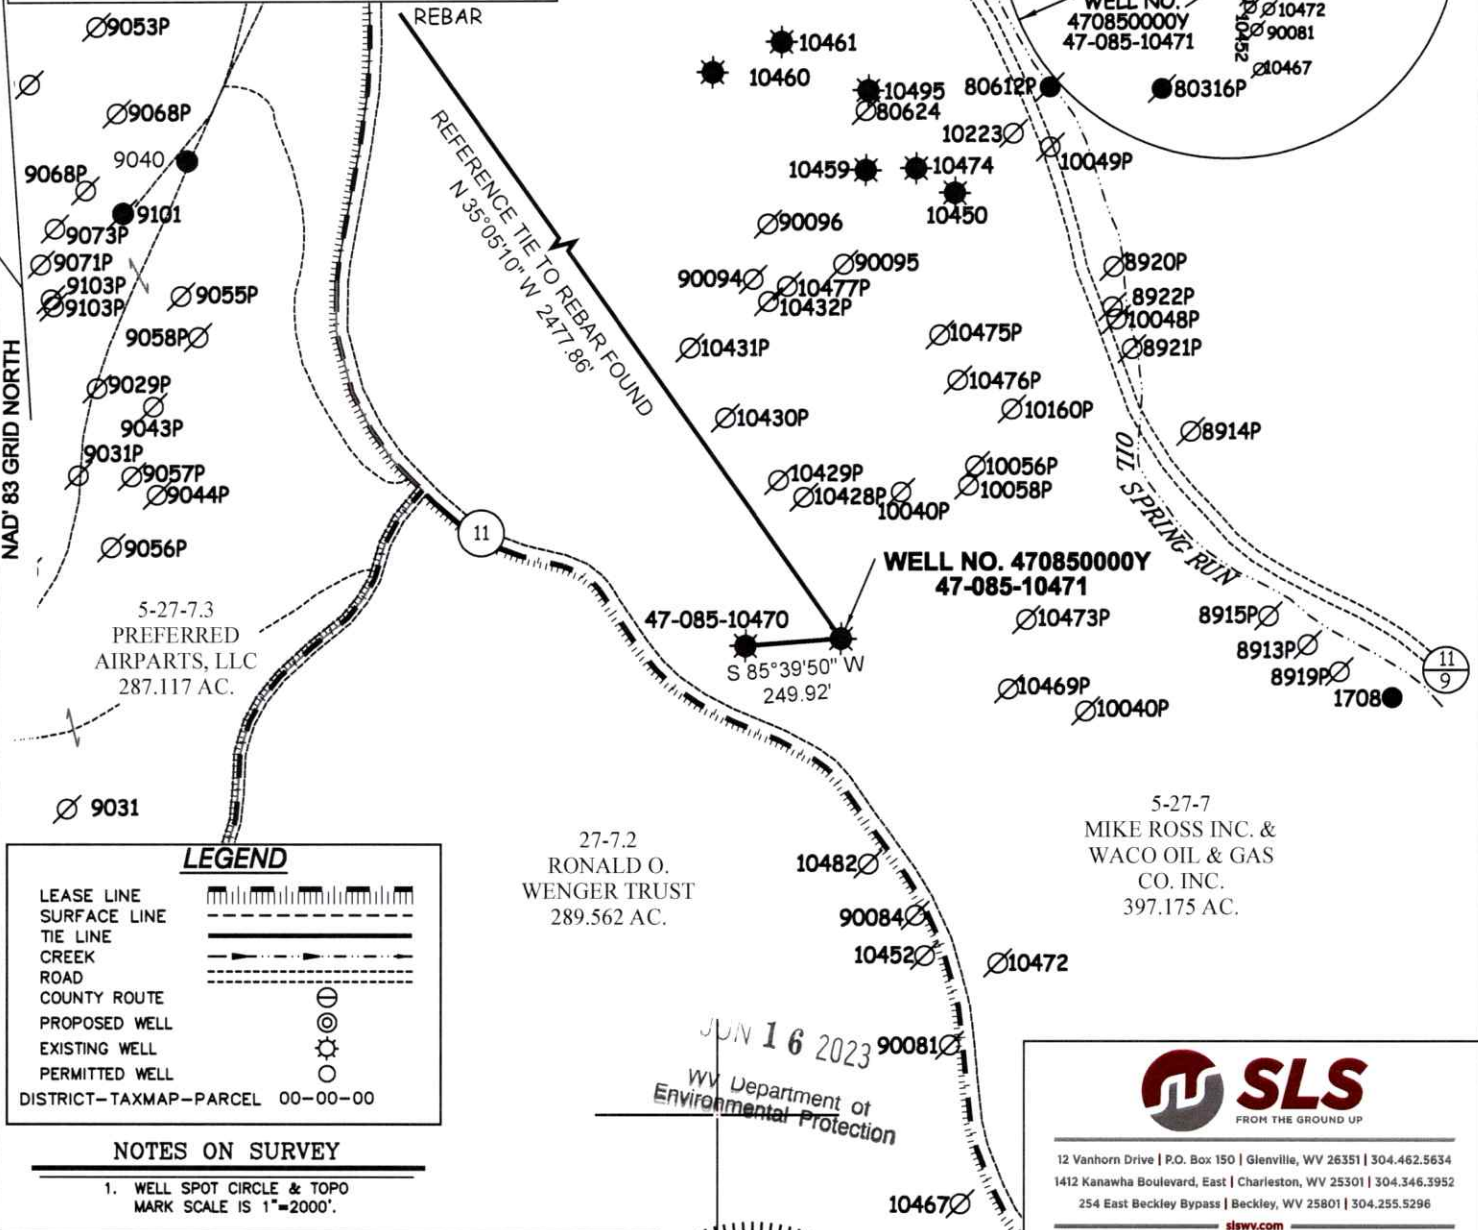 REBAR
WELL NO.
470850000Y
47-085-10471
10472
90081
10452
10467
9053P
10461
10460
10495
80624
80612P
80316P
9068P
10223
10049P
9040
9068P
10459
10474
10450
9101
9073P
90096
REFERENCE TIE TO REBAR FOUND
N 35°05'10" W 2477.86'
9071P
9103P
9103P
9055P
90094
90095
10477P
10432P
8920P
8922P
10048P
9058P
10431P
10475P
8921P
NAD' 83 GRID NORTH
9029P
9043P
10476P
10160P
10430P
8914P
9031P
9057P
9044P
10429P
10428P
10040P
10056P
10058P
OIL SPRING RUN
11
9056P
WELL NO. 470850000Y
47-085-10471
47-085-10470
S 85°39'50" W
249.92'
5-27-7.3
PREFERRED
AIRPARTS, LLC
287.117 AC.
10473P
8915P
8913P
8919P
11
9
1708
10469P
10040P
9031
27-7.2
RONALD O.
WENGER TRUST
289.562 AC.
5-27-7
MIKE ROSS INC. &
WACO OIL & GAS
CO. INC.
397.175 AC.
10482
90084
10452
10472
90081
10467
LEGEND
LEASE LINE
SURFACE LINE
TIE LINE
CREEK
ROAD
COUNTY ROUTE
PROPOSED WELL
EXISTING WELL
PERMITTED WELL
DISTRICT-TAXMAP-PARCEL 00-00-00
NOTES ON SURVEY
1. WELL SPOT CIRCLE & TOPO
MARK SCALE IS 1"=2000'.
JUN 16 2023
WV Department of
Environmental Protection
SLS
FROM THE GROUND UP
12 Vanhorn Drive | P.O. Box 150 | Glenville, WV 26351 | 304.462.5634
1412 Kanawha Boulevard, East | Charleston, WV 25301 | 304.346.3952
254 East Beckley Bypass | Beckley, WV 25801 | 304.255.5296
slswv.com